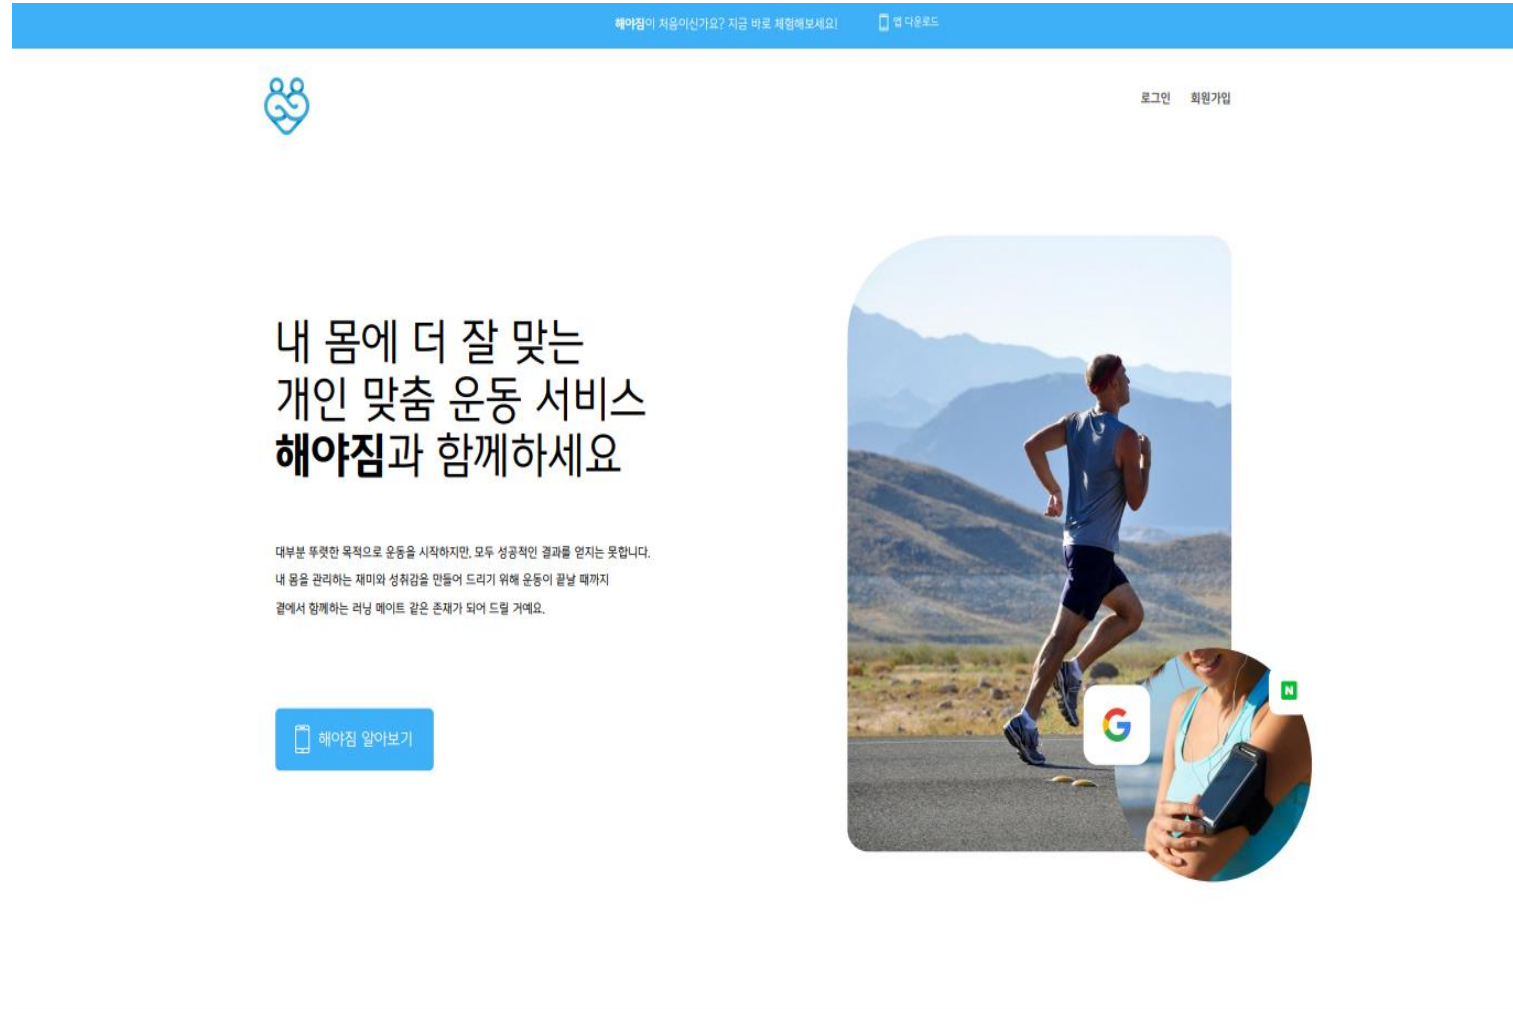 해야짐이 처음이신가요? 지금 바로 체험해보세요!
앱 다운로드
로그인
회원가입
내 몸에 더 잘 맞는
개인 맞춤 운동 서비스
해야짐과 함께하세요
대부분 뚜렷한 목적으로 운동을 시작하지만, 모두 성공적인 결과를 얻지는 못합니다.
내 몸을 관리하는 재미와 성취감을 만들어 드리기 위해 운동이 끝날 때까지
곁에서 함께하는 러닝 메이트 같은 존재가 되어 드릴 거예요.
해야짐 알아보기
G
N